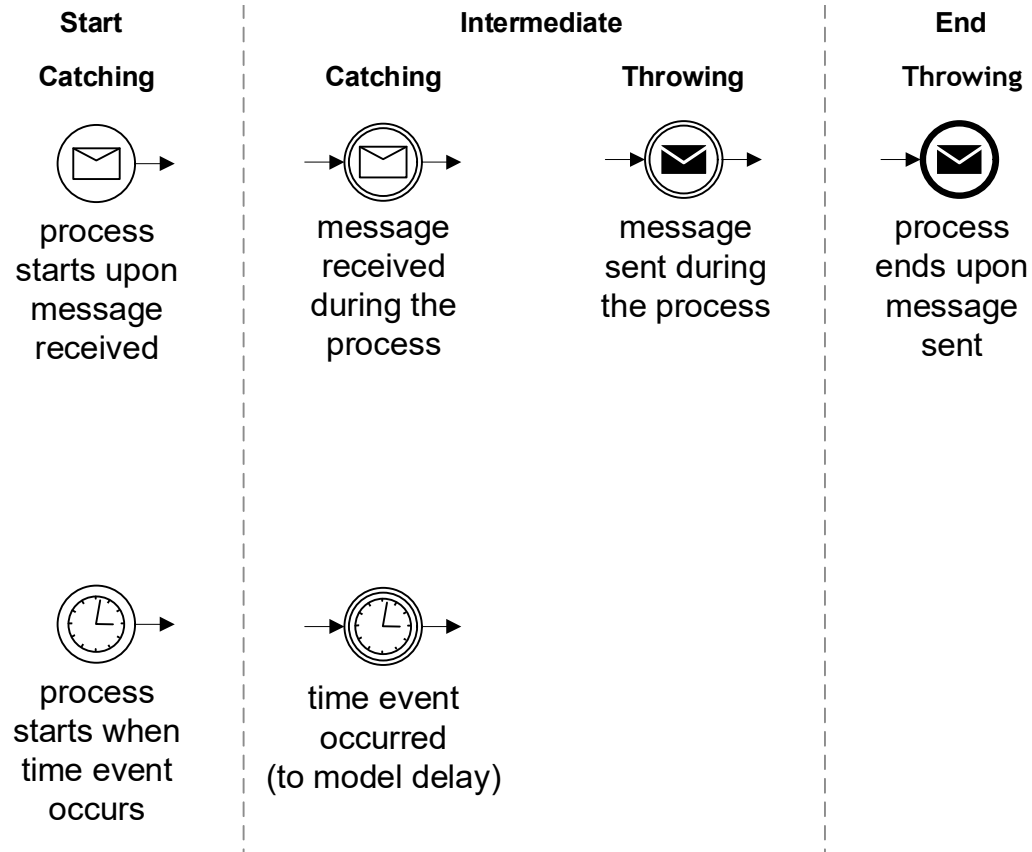 Start
Intermediate
End
Catching
Catching
Throwing
Throwing
process
starts upon
message
received
message
received
during the
process
message
sent during
the process
process
ends upon
message
sent
process
starts when
time event
occurs
time event
occurred
(to model delay)